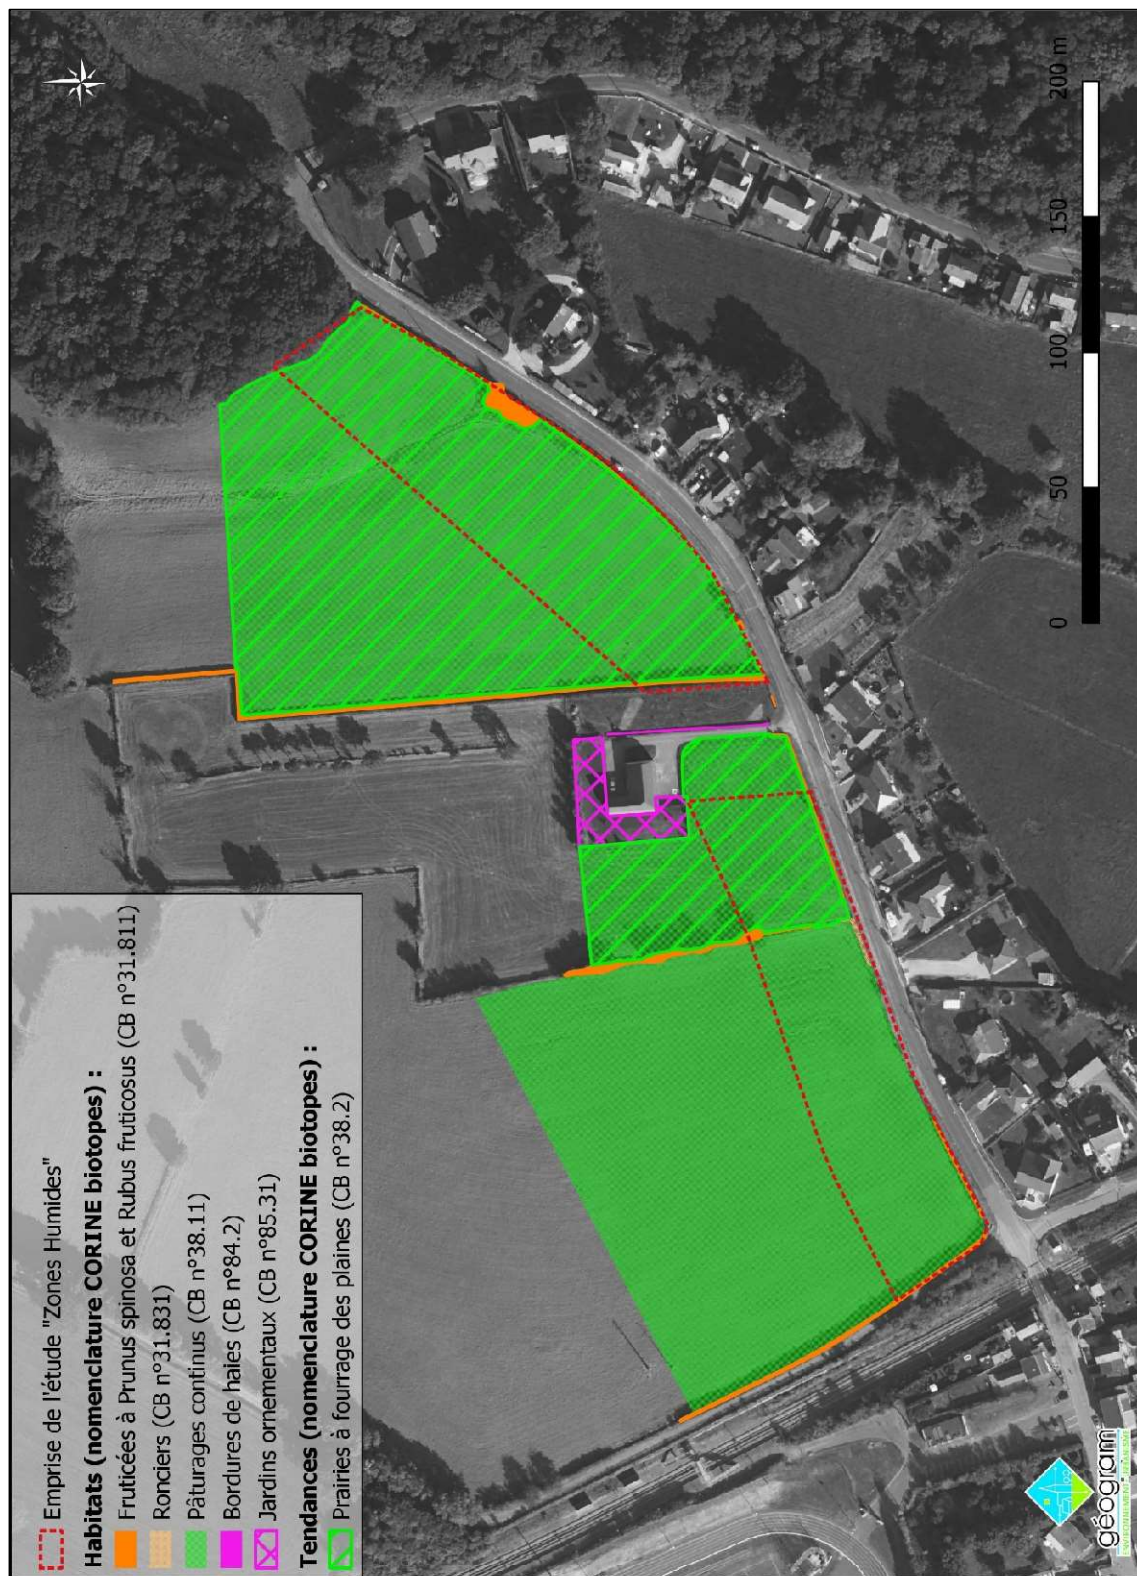 Emprise de l'étude "Zones Humides"
Habitats (nomenclature CORINE biotopes) :
Fruticées à Prunus spinosa et Rubus fruticosus (CB n°31.811)
Ronciers (CB n°31.831)
Pâturages continus (CB n°38.11)
Bordures de haies (CB n°84.2)
Jardins ornementaux (CB n°85.31)
Tendances (nomenclature CORINE biotopes) :
Prairies à fourrage des plaines (CB n°38.2)
0 50 100 150 200 m
géogram
ENVIRONNEMENT - URBANISME